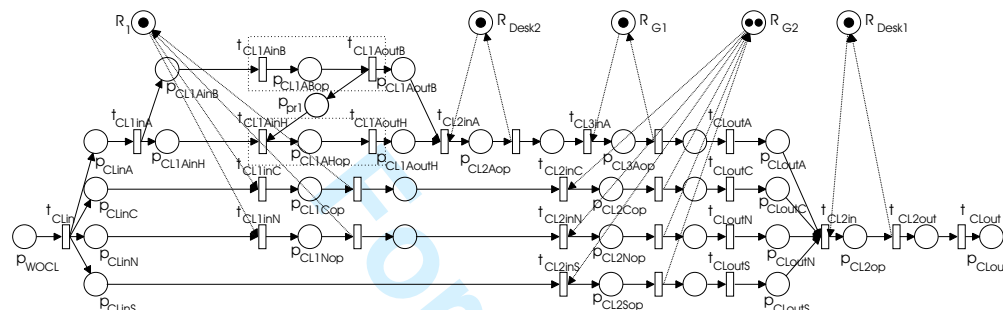 R1
RDesk2
RG1
RG2
RDesk1
tCL1AinB
tCL1AoutB
pCL1AinB
pCL1ABop
pCL1AoutB
ppr1
tCL1inA
tCL1AinH
tCL1AoutH
tCL2inA
tCL3inA
tCLoutA
pCLinA
pCL1AinH
pCL1AHop
pCL1AoutH
pCL2Aop
pCL3Aop
pCLoutA
tCL1inC
tCL2inC
tCLoutC
tCLin
pCLinC
pCL1Cop
pCL2Cop
pCLoutC
tCL1inN
tCL2inN
tCLoutN
tCL2in
tCL2out
tCLout
pWOCL
pCLinN
pCL1Nop
pCL2Nop
pCLoutN
pCL2op
pCLou
tCL2inS
tCLoutS
pCLinS
pCL2Sop
pCLoutS
For